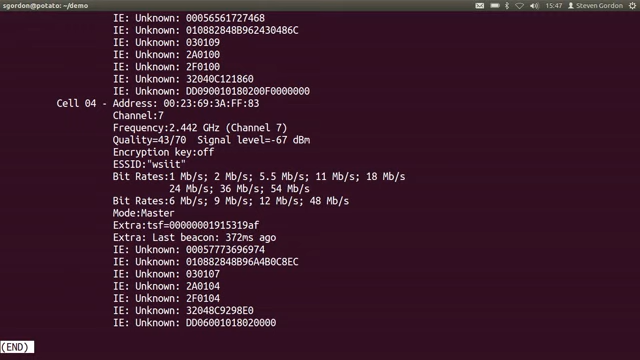 sgordon@potato: ~/demo
15:47
Steven Gordon
IE: Unknown: 00056561727468
IE: Unknown: 010882848B962430486C
IE: Unknown: 030109
IE: Unknown: 2A0100
IE: Unknown: 2F0100
IE: Unknown: 32040C121860
IE: Unknown: DD090010180200F0000000
Cell 04 - Address: 00:23:69:3A:FF:83
Channel:7
Frequency:2.442 GHz (Channel 7)
Quality=43/70  Signal level=-67 dBm
Encryption key:off
ESSID:"wsiit"
Bit Rates:1 Mb/s; 2 Mb/s; 5.5 Mb/s; 11 Mb/s; 18 Mb/s
24 Mb/s; 36 Mb/s; 54 Mb/s
Bit Rates:6 Mb/s; 9 Mb/s; 12 Mb/s; 48 Mb/s
Mode:Master
Extra:tsf=00000001915319af
Extra: Last beacon: 372ms ago
IE: Unknown: 00057773696974
IE: Unknown: 010882848B96A4B0C8EC
IE: Unknown: 030107
IE: Unknown: 2A0104
IE: Unknown: 2F0104
IE: Unknown: 32048C9298E0
IE: Unknown: DD06001018020000
(END)